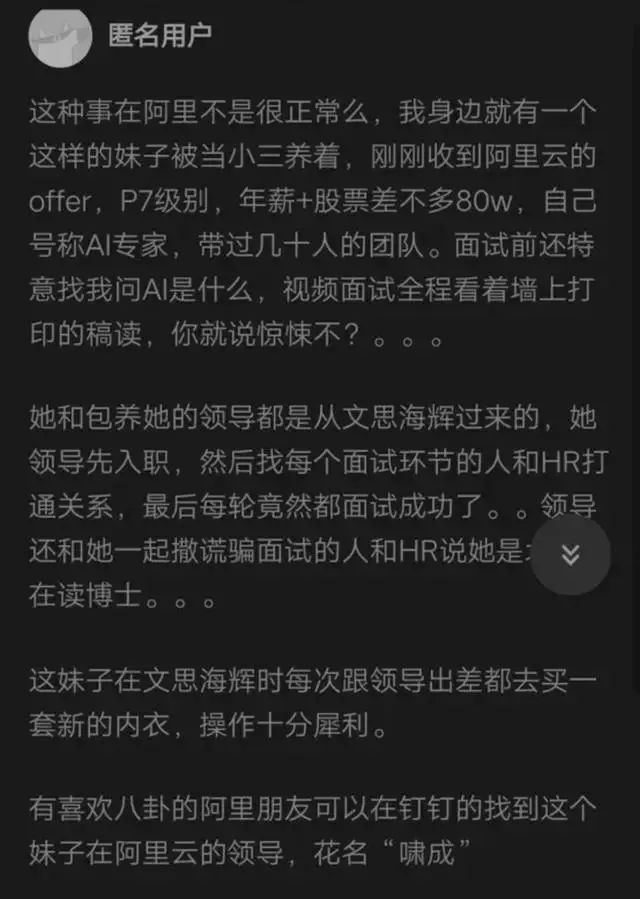 匿名用户
这种事在阿里不是很正常么，我身边就有一个
这样的妹子被当小三养着，刚刚收到阿里云的
offer，P7级别，年薪+股票差不多80w，自己
号称AI专家，带过几十人的团队。面试前还特
意找我问AI是什么，视频面试全程看着墙上打
印的稿读，你就说惊悚不？。。。
她和包养她的领导都是从文思海辉过来的，她
领导先入职，然后找每个面试环节的人和HR打
通关系，最后每轮竟然都面试成功了。。领导
还和她一起撒谎骗面试的人和HR说她是
在读博士。。。
这妹子在文思海辉时每次跟领导出差都去买一
套新的内衣，操作十分犀利。
有喜欢八卦的阿里朋友可以在钉钉的找到这个
妹子在阿里云的领导，花名“啸成”